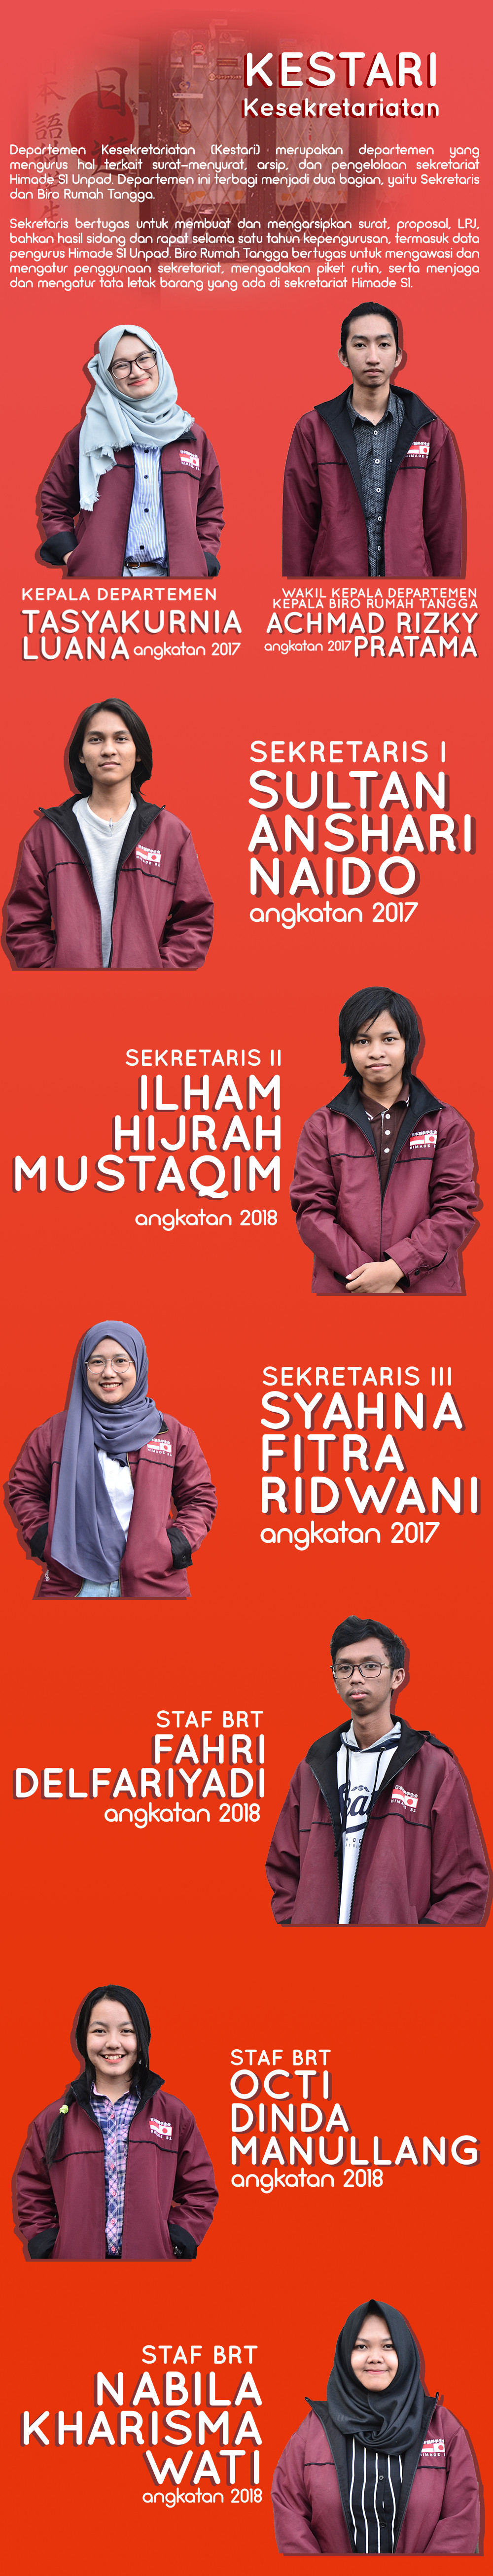 KESTARI
Kesekretariatan
Departemen Kesekretariatan (Kestari) merupakan departemen yang
mengurus hal terkait surat-menyurat, arsip, dan pengelolaan sekretariat
Himade S1 Unpad. Departemen ini terbagi menjadi dua bagian, yaitu Sekretaris
dan Biro Rumah Tangga.
Sekretaris bertugas untuk membuat dan mengarsipkan surat, proposal, LPJ,
bahkan hasil sidang dan rapat selama satu tahun kepengurusan, termasuk data
pengurus Himade S1 Unpad. Biro Rumah Tangga bertugas untuk mengawasi dan
mengatur penggunaan sekretariat, mengadakan piket rutin, serta menjaga
dan mengatur tata letak barang yang ada di sekretariat Himade S1.
KEPALA DEPARTEMEN
TASYAKURNIA
LUANA angkatan 2017
WAKIL KEPALA DEPARTEMEN
KEPALA BIRO RUMAH TANGGA
ACHMAD RIZKY
angkatan 2017 PRATAMA
SEKRETARIS I
SULTAN
ANSHARI
NAIDO
angkatan 2017
SEKRETARIS II
ILHAM
HIJRAH
MUSTAQIM
angkatan 2018
SEKRETARIS III
SYAHNA
FITRA
RIDWANI
angkatan 2017
STAF BRT
FAHRI
DELFARIYADI
angkatan 2018
STAF BRT
OCTI
DINDA
MANULLANG
angkatan 2018
STAF BRT
NABILA
KHARISMA
WATI
angkatan 2018